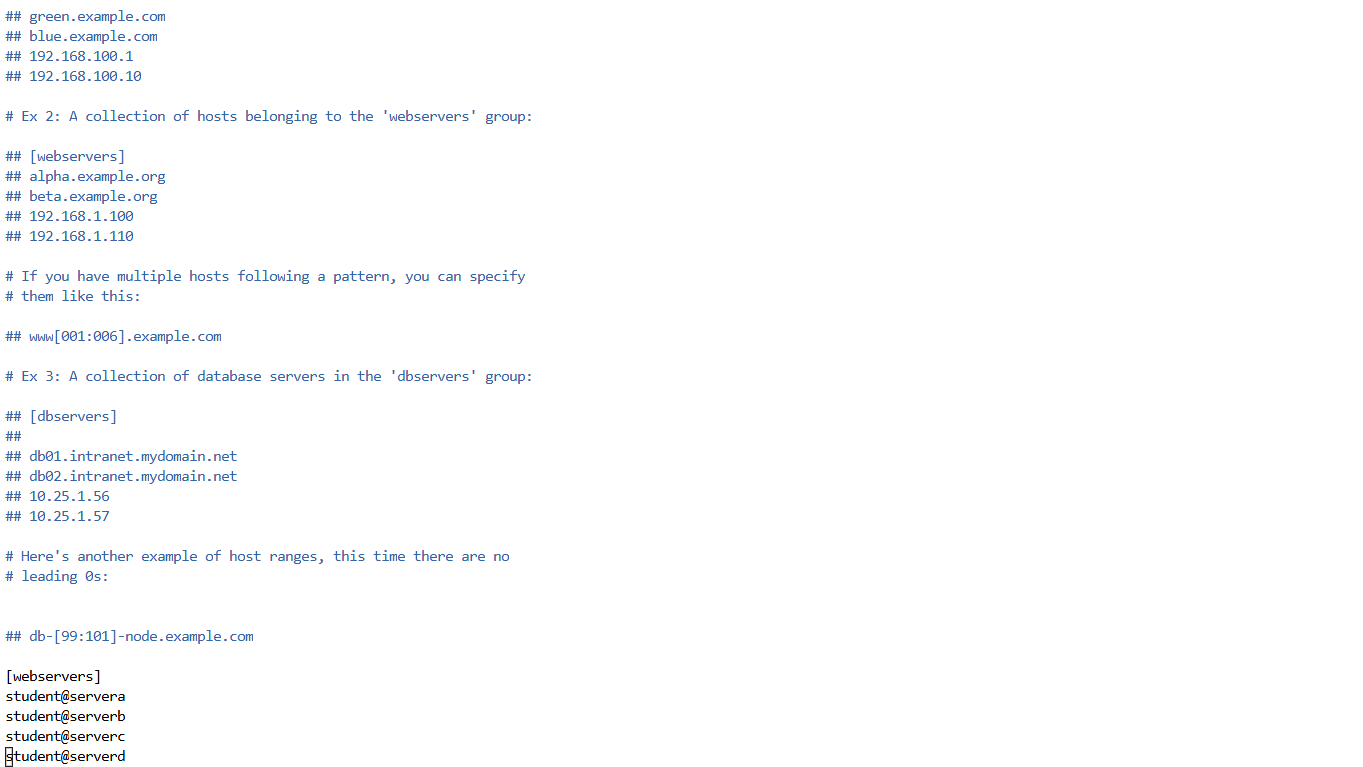 ## green.example.com
## blue.example.com
## 192.168.100.1
## 192.168.100.10
# Ex 2: A collection of hosts belonging to the 'webservers' group:
## [webservers]
## alpha.example.org
## beta.example.org
## 192.168.1.100
## 192.168.1.110
# If you have multiple hosts following a pattern, you can specify
# them like this:
## www[001:006].example.com
# Ex 3: A collection of database servers in the 'dbservers' group:
## [dbservers]
##
## db01.intranet.mydomain.net
## db02.intranet.mydomain.net
## 10.25.1.56
## 10.25.1.57
# Here's another example of host ranges, this time there are no
# leading 0s:
## db-[99:101]-node.example.com
[webservers]
student@servera
student@serverb
student@serverc
student@serverd